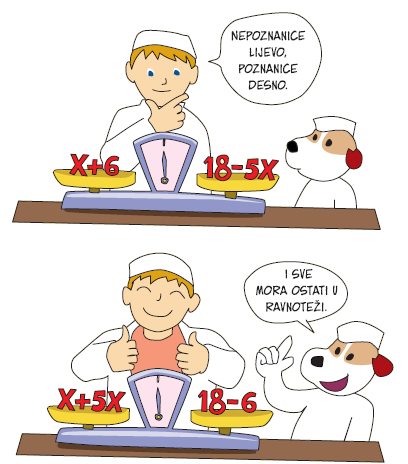 NEPOZNANICE
LIJEVO,
POZNANICE
DESNO.
X+6
18-5X
I SVE
MORA OSTATI U
RAVNOTEŽI.
X+5X
18-6